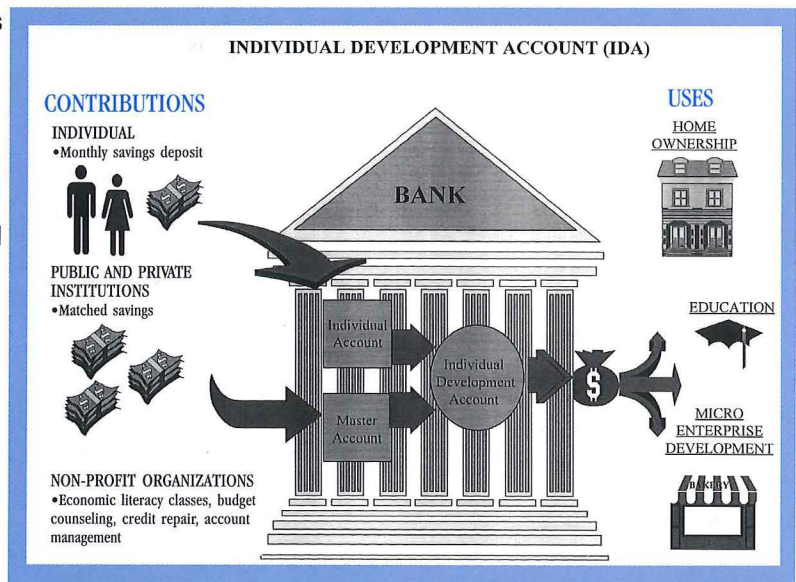 INDIVIDUAL DEVELOPMENT ACCOUNT (IDA)
CONTRIBUTIONS
INDIVIDUAL
•Monthly savings deposit
PUBLIC AND PRIVATE
INSTITUTIONS
•Matched savings
NON-PROFIT ORGANIZATIONS
•Economic literacy classes, budget
counseling, credit repair, account
management
BANK
Individual
Account
Master
Account
Individual
Development
Account
$
USES
HOME
OWNERSHIP
EDUCATION
MICRO
ENTERPRISE
DEVELOPMENT
BAKERY